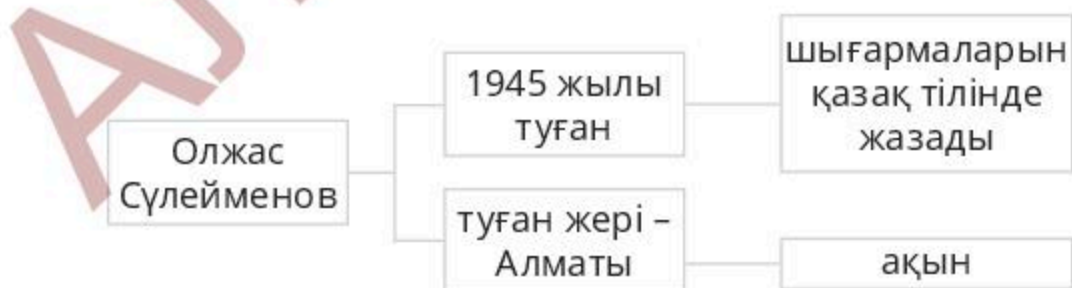 Олжас
Сүлейменов
1945 жылы
туған
туған жері –
Алматы
шығармаларын
қазақ тілінде
жазады
ақын